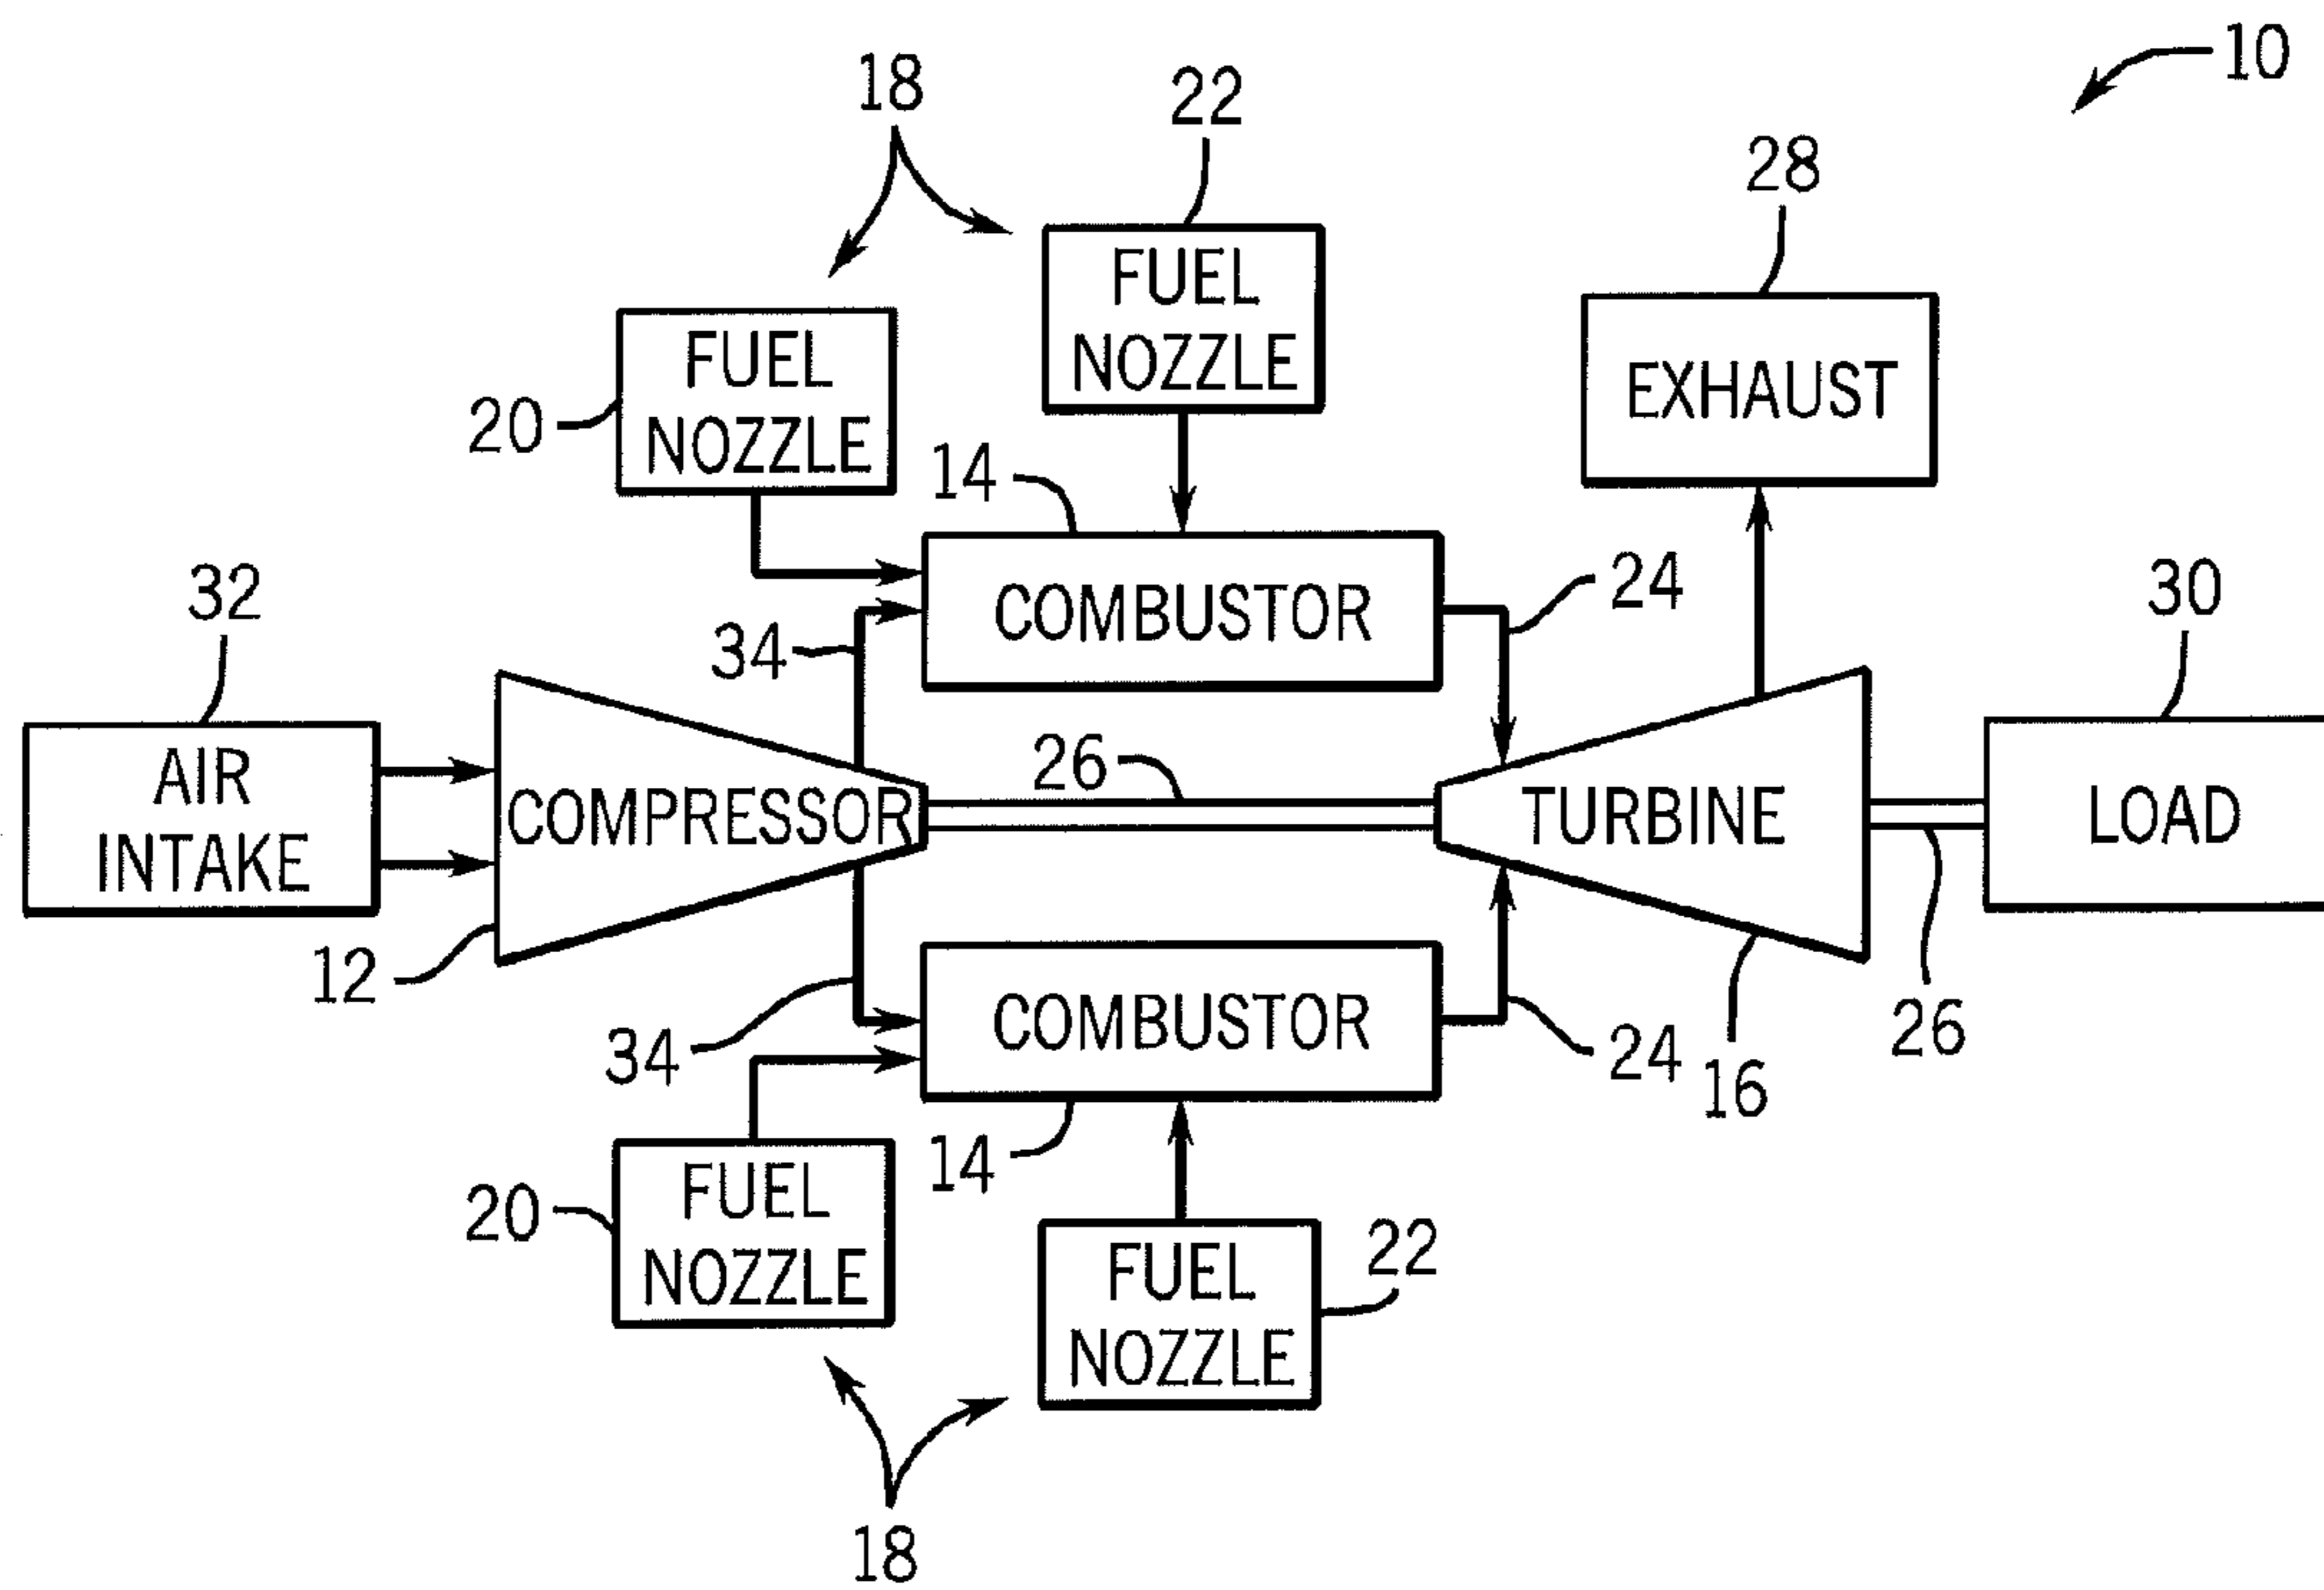 10
18
22
28
FUEL
NOZZLE
FUEL
NOZZLE
EXHAUST
20
14
32
24
30
COMBUSTOR
34
AIR
INTAKE
26
COMPRESSOR
TURBINE
LOAD
12
34
COMBUSTOR
24
16
26
14
20
FUEL
NOZZLE
22
FUEL
NOZZLE
18